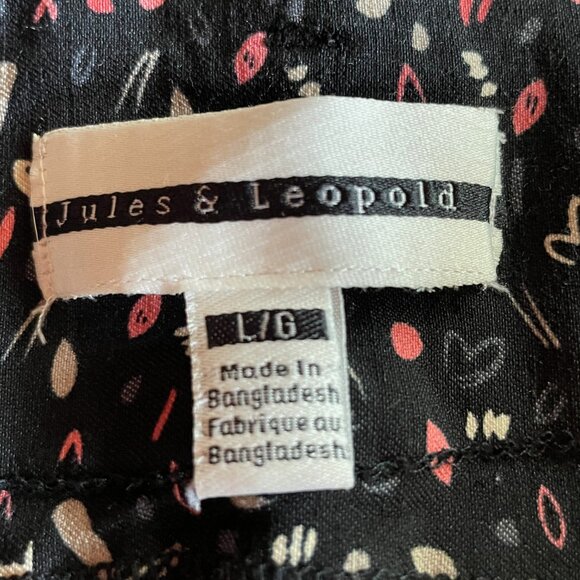 Jules & Leopold
L/G
Made in
Bangladesh
Fabrique au
Bangladesh